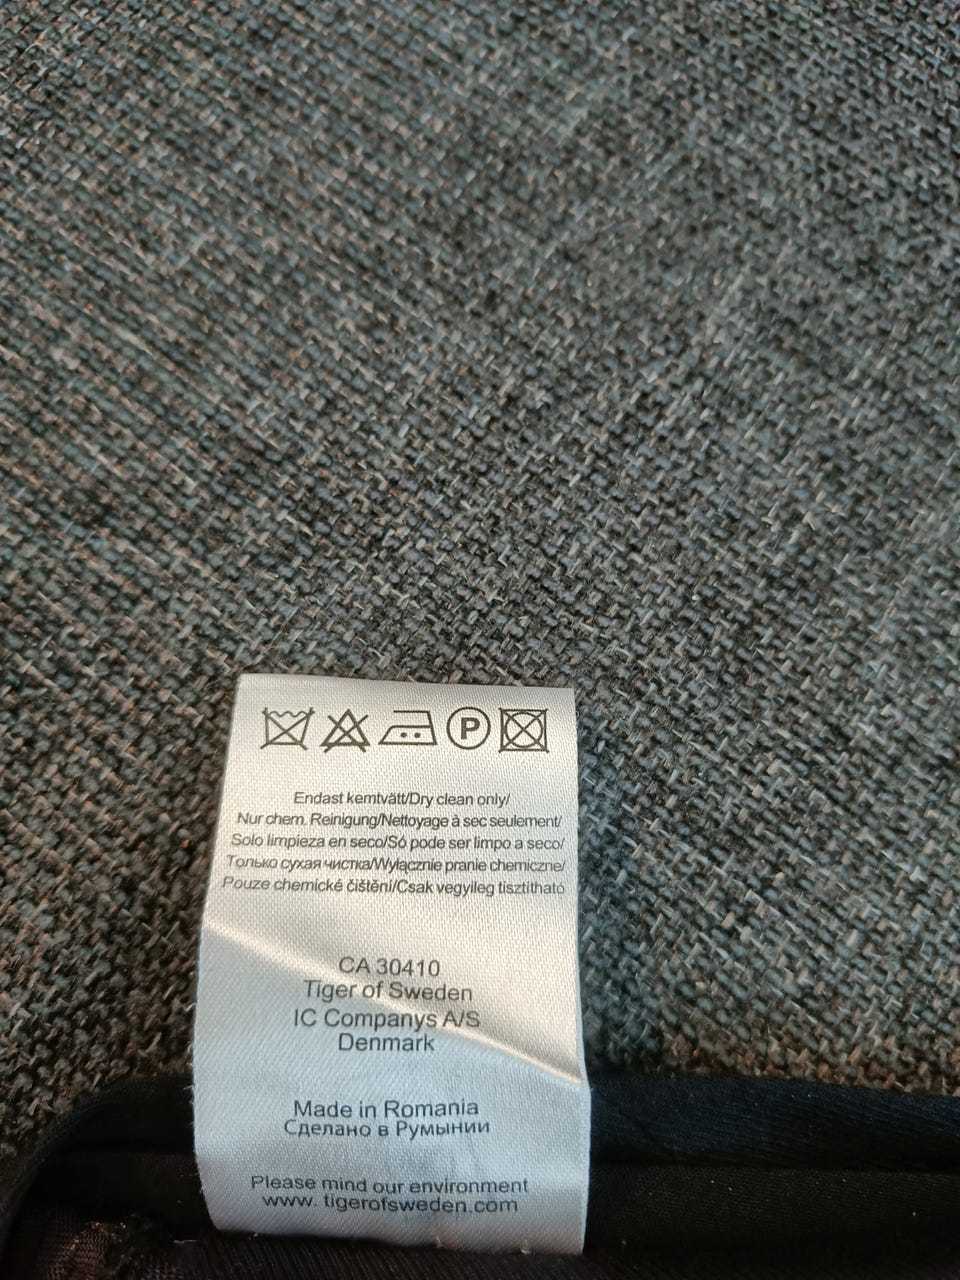 P
Endast kemtvätt/Dry clean only/
Nur chem. Reinigung/Nettoyage à sec seulement/
Solo limpieza en seco/Só pode ser limpo a seco/
Только сухая чистка/Wyłącznie pranie chemiczne/
Pouze chemické čištění/Csak vegyileg tisztítható
CA 30410
Tiger of Sweden
IC Companys A/S
Denmark
Made in Romania
Сделано в Румынии
Please mind our environment
www. tigerofsweden.com